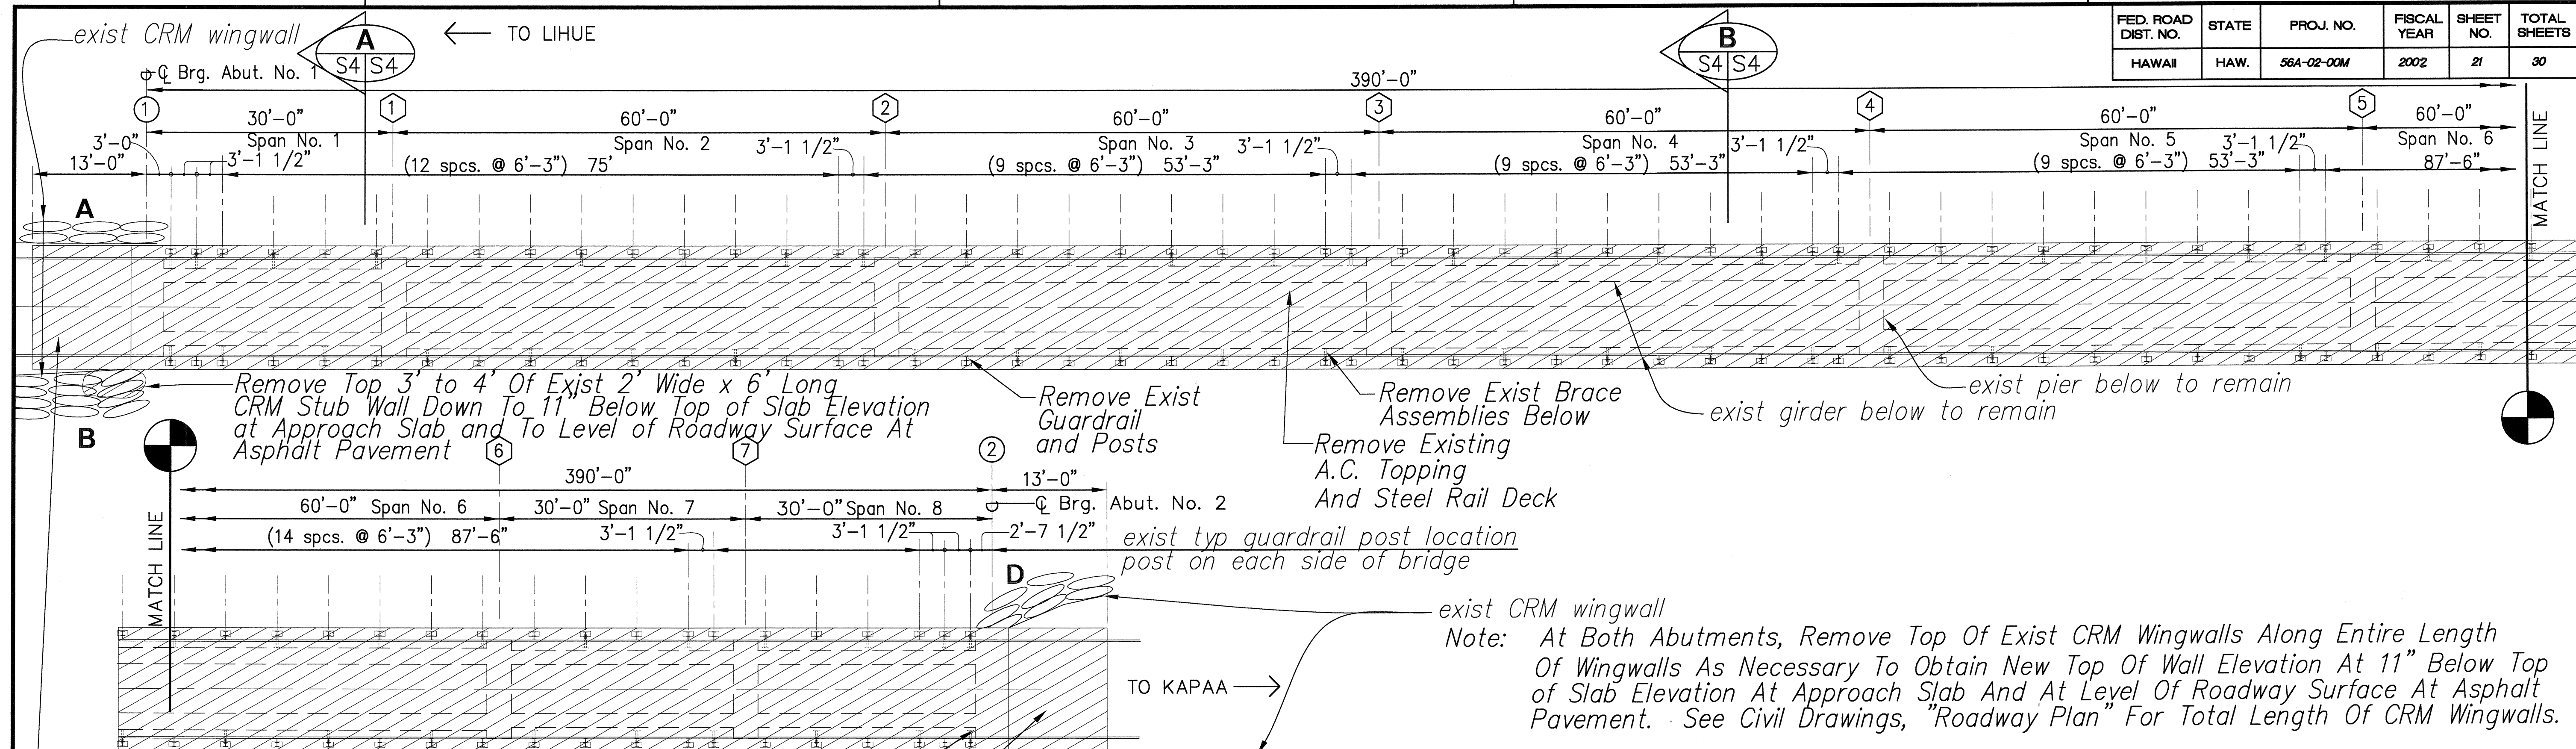 exist CRM wingwall
A
S4 S4
← TO LIHUE
B
S4 S4
FED. ROAD DIST. NO. STATE PROJ. NO. FISCAL YEAR SHEET NO. TOTAL SHEETS
HAWAII HAW. 56A-02-00M 2002 21 30
℄ Brg. Abut. No. 1
390'-0"
1 1 2 3 4 5
30'-0" 60'-0" 60'-0" 60'-0" 60'-0" 60'-0"
Span No. 1 Span No. 2 Span No. 3 Span No. 4 Span No. 5 Span No. 6
3'-0" 3'-1 1/2" 3'-1 1/2" 3'-1 1/2" 3'-1 1/2" 3'-1 1/2"
13'-0" (12 spcs. @ 6'-3") 75' (9 spcs. @ 6'-3") 53'-3" (9 spcs. @ 6'-3") 53'-3" (9 spcs. @ 6'-3") 53'-3" 87'-6"
MATCH LINE
A
Remove Top 3' to 4' Of Exist 2' Wide x 6' Long
CRM Stub Wall Down To 11" Below Top of Slab Elevation
at Approach Slab and To Level of Roadway Surface At
Asphalt Pavement
B
Remove Exist
Guardrail
and Posts
Remove Exist Brace
Assemblies Below
Remove Existing
A.C. Topping
And Steel Rail Deck
exist girder below to remain
exist pier below to remain
6 7 2
390'-0" 13'-0"
60'-0" Span No. 6 30'-0" Span No. 7 30'-0" Span No. 8 ℄ Brg. Abut. No. 2
(14 spcs. @ 6'-3") 87'-6" 3'-1 1/2" 3'-1 1/2" 2'-7 1/2"
exist typ guardrail post location
post on each side of bridge
MATCH LINE
D
exist CRM wingwall
TO KAPAA →
Note: At Both Abutments, Remove Top Of Exist CRM Wingwalls Along Entire Length
Of Wingwalls As Necessary To Obtain New Top Of Wall Elevation At 11" Below Top
of Slab Elevation At Approach Slab And At Level Of Roadway Surface At Asphalt
Pavement. See Civil Drawings, "Roadway Plan" For Total Length Of CRM Wingwalls.